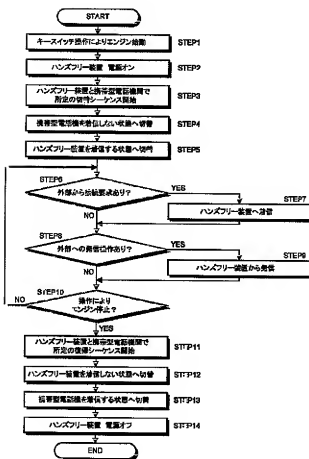 START
キースイッチ操作によりエンジン始動 STEP1
ハンズフリー装置 電源オン STEP2
ハンズフリー装置と携帯型電話機間で STEP3
所定の切替シーケンス開始
携帯型電話機を着信しない状態へ切替 STEP4
ハンズフリー装置を着信する状態へ切替 STEP5
STEP6
外部から接続要求あり? YES
STEP7
ハンズフリー装置へ着信
NO
STEP8
外部への発信操作あり? YES
STEP9
ハンズフリー装置から発信
NO
STEP10
操作により
エンジン停止?
NO
YES
ハンズフリー装置と携帯型電話機間で STEP11
所定の復帰シーケンス開始
ハンズフリー装置を着信しない状態へ切替 STEP12
携帯型電話機を着信する状態へ切替 STEP13
ハンズフリー装置 電源オフ STEP14
END